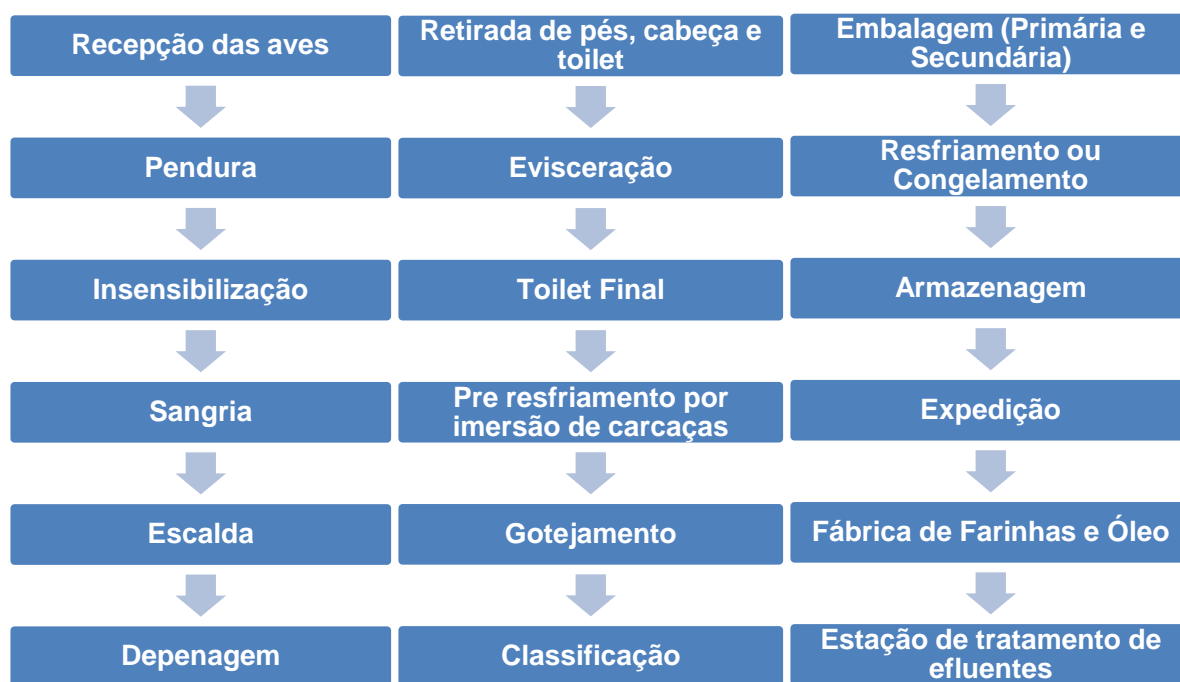 Recepção das aves
Pendura
Insensibilização
Sangria
Escalda
Depenagem
Retirada de pés, cabeça e
toilet
Evisceração
Toilet Final
Pre resfriamento por
imersão de carcaças
Gotejamento
Classificação
Embalagem (Primária e
Secundária)
Resfriamento ou
Congelamento
Armazenagem
Expedição
Fábrica de Farinhas e Óleo
Estação de tratamento de
efluentes